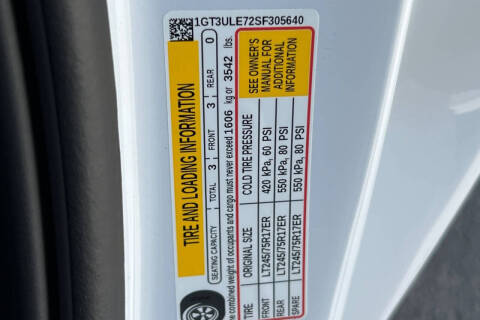 1GT3ULE72SF305640
TIRE AND LOADING INFORMATION
SEATING CAPACITY TOTAL 3 FRONT 3 REAR 0
combined weight of occupants and cargo must never exceed 1606 kg or 3542 lbs.
TIRE ORIGINAL SIZE COLD TIRE PRESSURE
FRONT LT245/75R17ER 420 kPa, 60 PSI
REAR LT245/75R17ER 550 kPa, 80 PSI
SPARE LT245/75R17ER 550 kPa, 80 PSI
SEE OWNER'S
MANUAL FOR
ADDITIONAL
INFORMATION